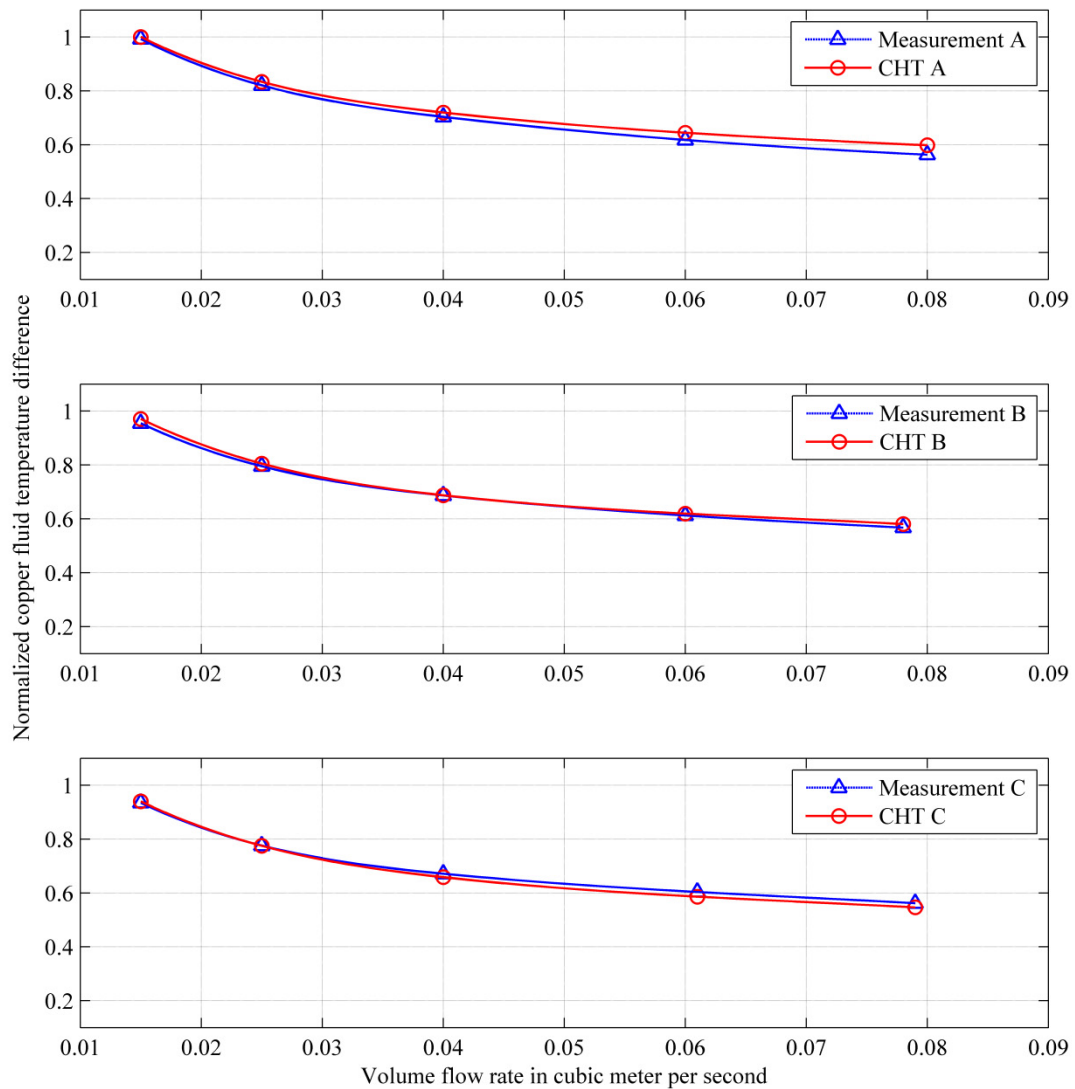 Normalized copper fluid temperature difference
1
0.8
0.6
0.4
0.2
Measurement A
CHT A
0.01 0.02 0.03 0.04 0.05 0.06 0.07 0.08 0.09
1
0.8
0.6
0.4
0.2
Measurement B
CHT B
0.01 0.02 0.03 0.04 0.05 0.06 0.07 0.08 0.09
1
0.8
0.6
0.4
0.2
Measurement C
CHT C
0.01 0.02 0.03 0.04 0.05 0.06 0.07 0.08 0.09
Volume flow rate in cubic meter per second